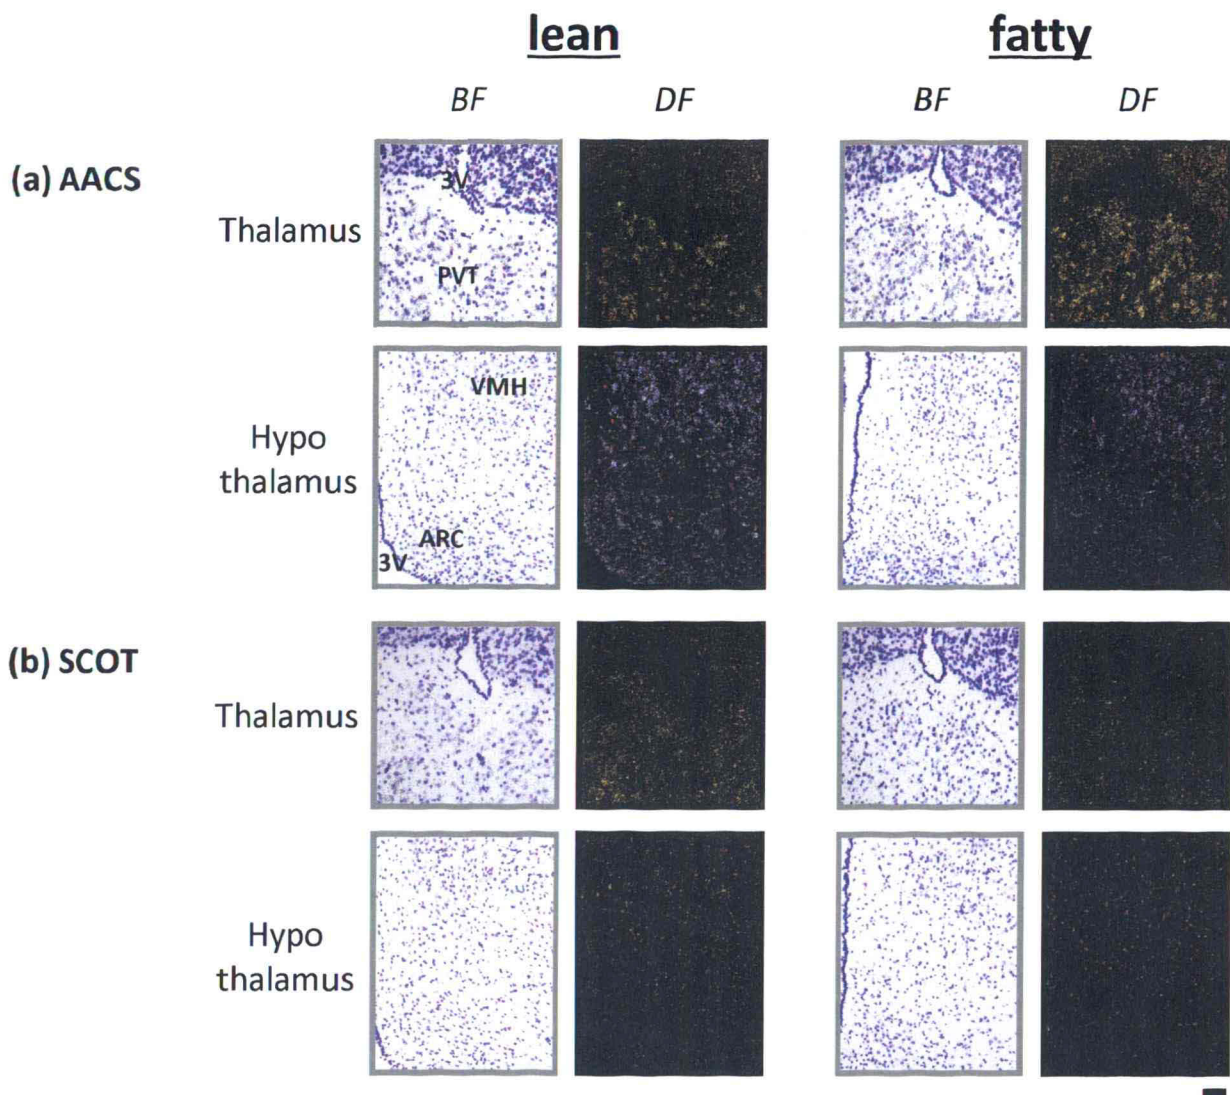 lean fatty
BF DF BF DF
(a) AACS
3V
Thalamus
PVT
VMH
Hypo
thalamus
ARC
3V
(b) SCOT
Thalamus
Hypo
thalamus